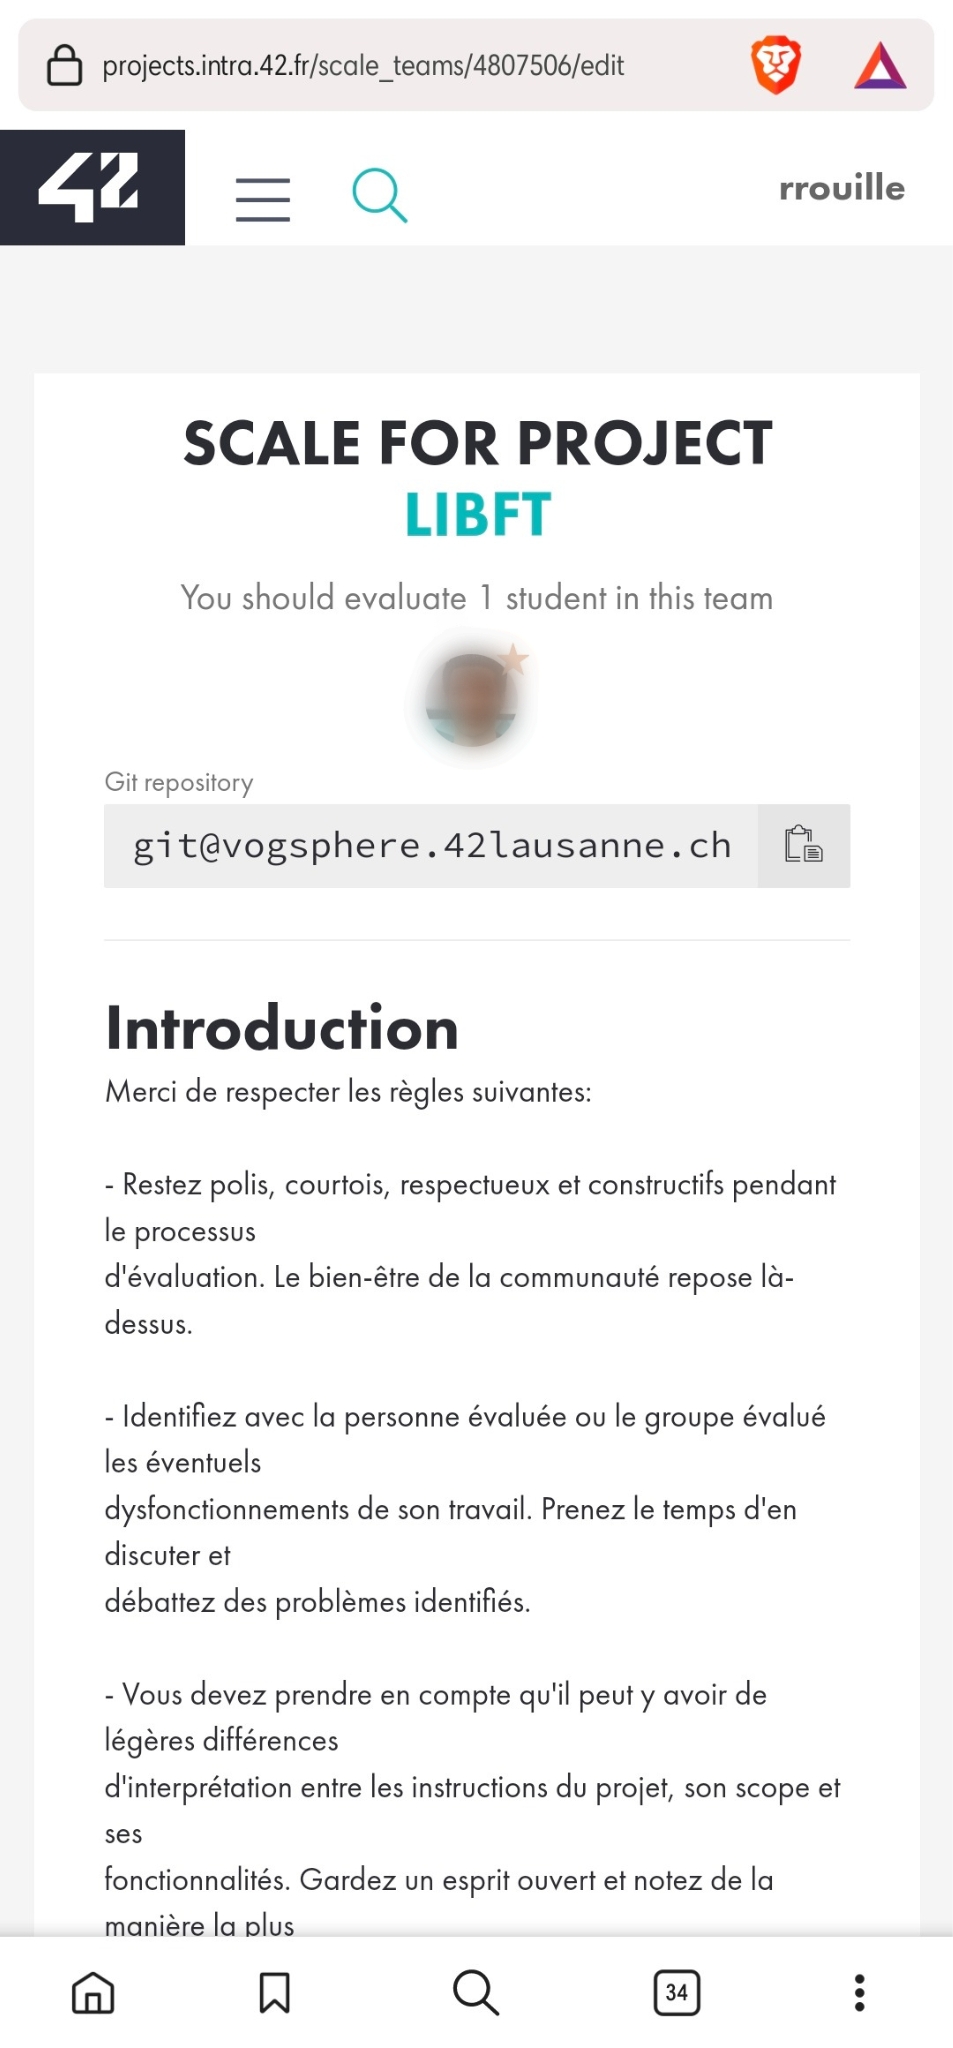 projects.intra.42.fr/scale_teams/4807506/edit
42
rrouille
SCALE FOR PROJECT
LIBFT
You should evaluate 1 student in this team
Git repository
git@vogsphere.42lausanne.ch
Introduction
Merci de respecter les règles suivantes:
- Restez polis, courtois, respectueux et constructifs pendant
le processus
d'évaluation. Le bien-être de la communauté repose là-
dessus.
- Identifiez avec la personne évaluée ou le groupe évalué
les éventuels
dysfonctionnements de son travail. Prenez le temps d'en
discuter et
débattez des problèmes identifiés.
- Vous devez prendre en compte qu'il peut y avoir de
légères différences
d'interprétation entre les instructions du projet, son scope et
ses
fonctionnalités. Gardez un esprit ouvert et notez de la
manière la plus
34